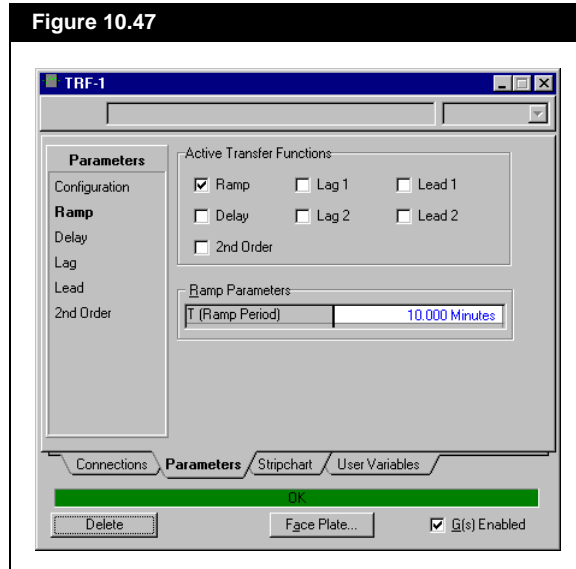 Figure 10.47
TRF-1
Parameters
Configuration
Ramp
Delay
Lag
Lead
2nd Order
Active Transfer Functions
Ramp Lag 1 Lead 1
Delay Lag 2 Lead 2
2nd Order
Ramp Parameters
T (Ramp Period) 10.000 Minutes
Connections Parameters Stripchart User Variables
OK
Delete Face Plate... G(s) Enabled